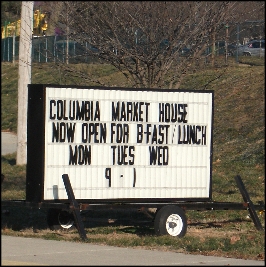 COLUMBIA MARKET HOUSE
NOW OPEN FOR B-FAST / LUNCH
MON TUES WED
9 - 1